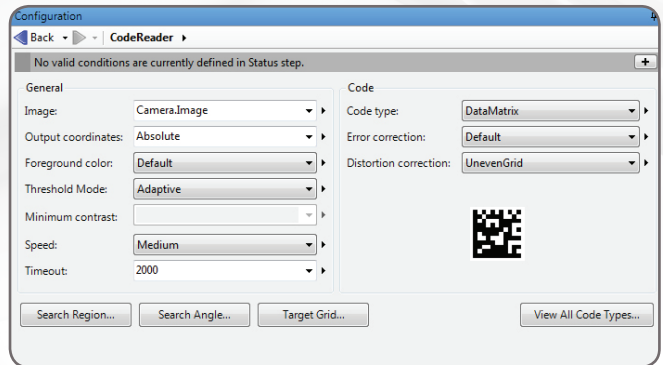 Configuration
Back CodeReader
No valid conditions are currently defined in Status step.
General
Image: Camera.Image
Output coordinates: Absolute
Foreground color: Default
Threshold Mode: Adaptive
Minimum contrast:
Speed: Medium
Timeout: 2000
Code
Code type: DataMatrix
Error correction: Default
Distortion correction: UnevenGrid
Search Region... Search Angle... Target Grid... View All Code Types...